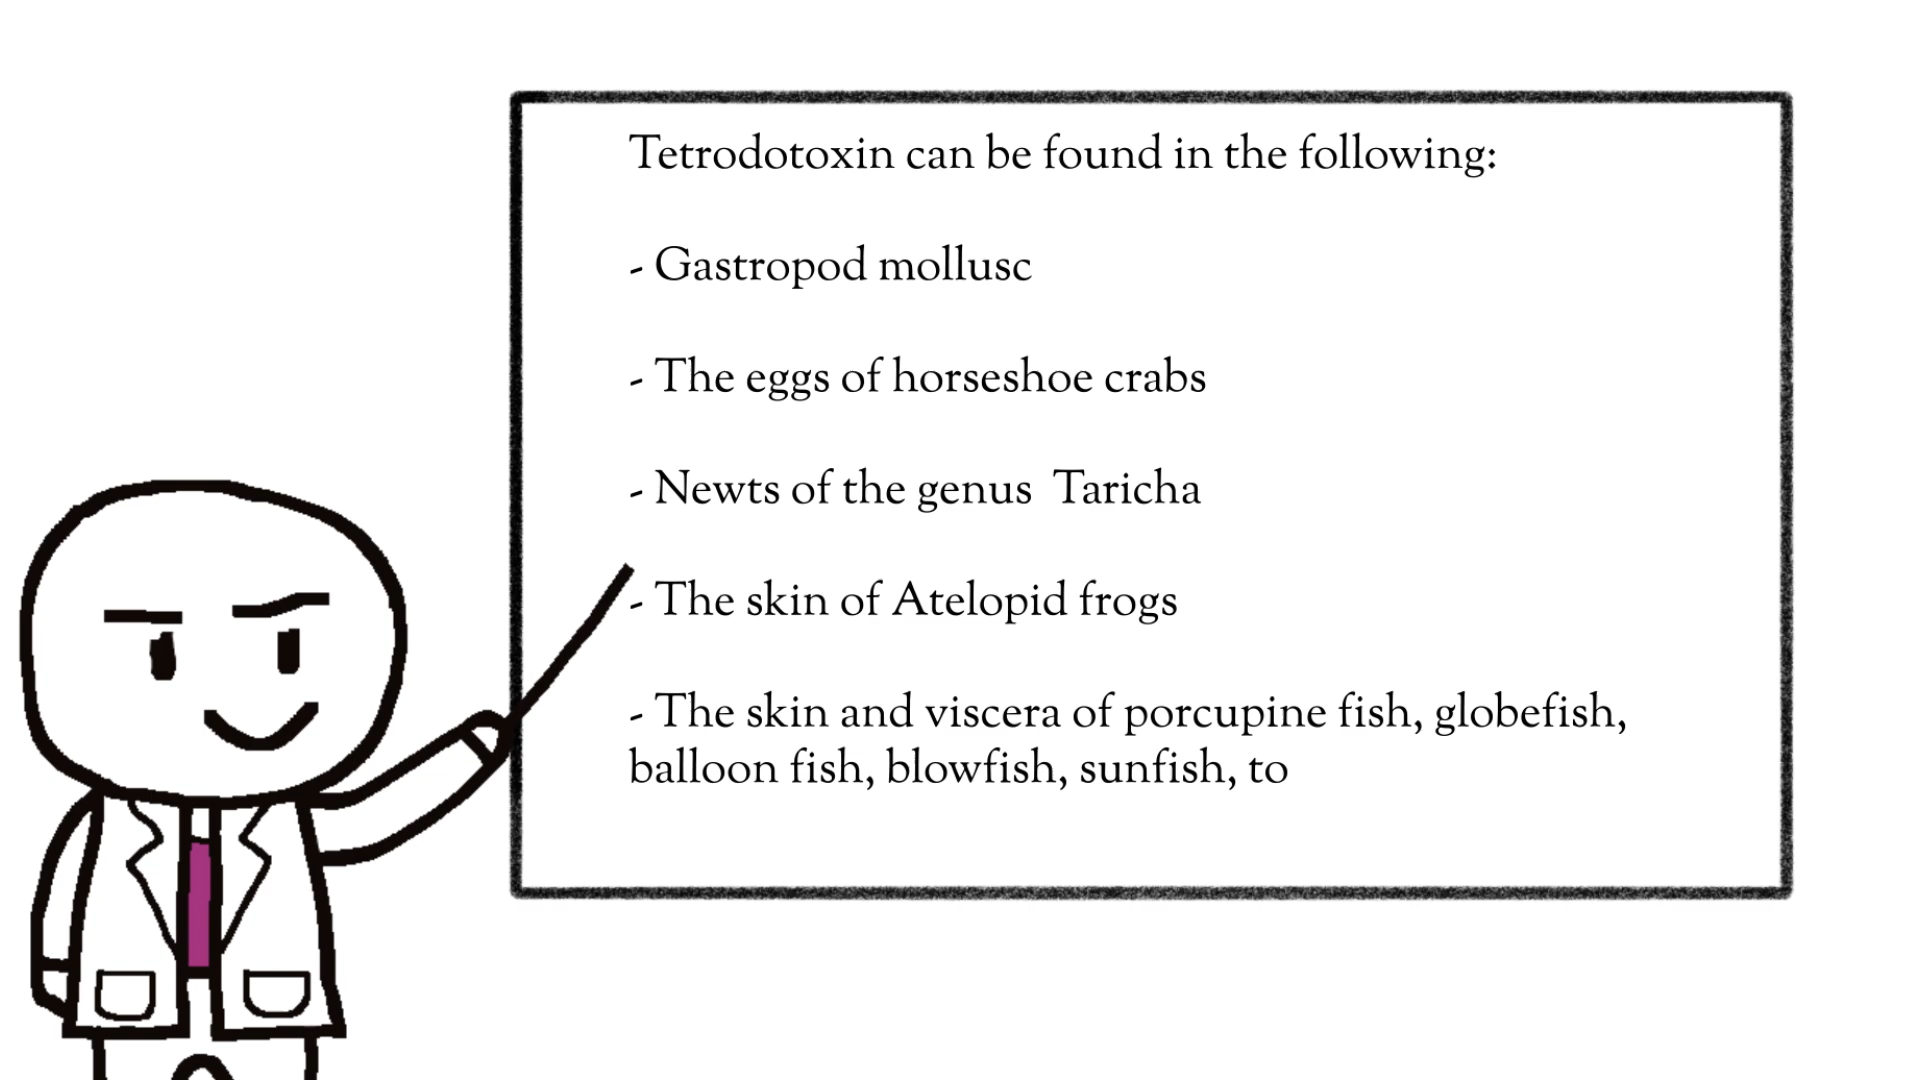 Tetrodotoxin can be found in the following:
- Gastropod mollusc
- The eggs of horseshoe crabs
- Newts of the genus  Taricha
- The skin of Atelopid frogs
- The skin and viscera of porcupine fish, globefish,
balloon fish, blowfish, sunfish, to